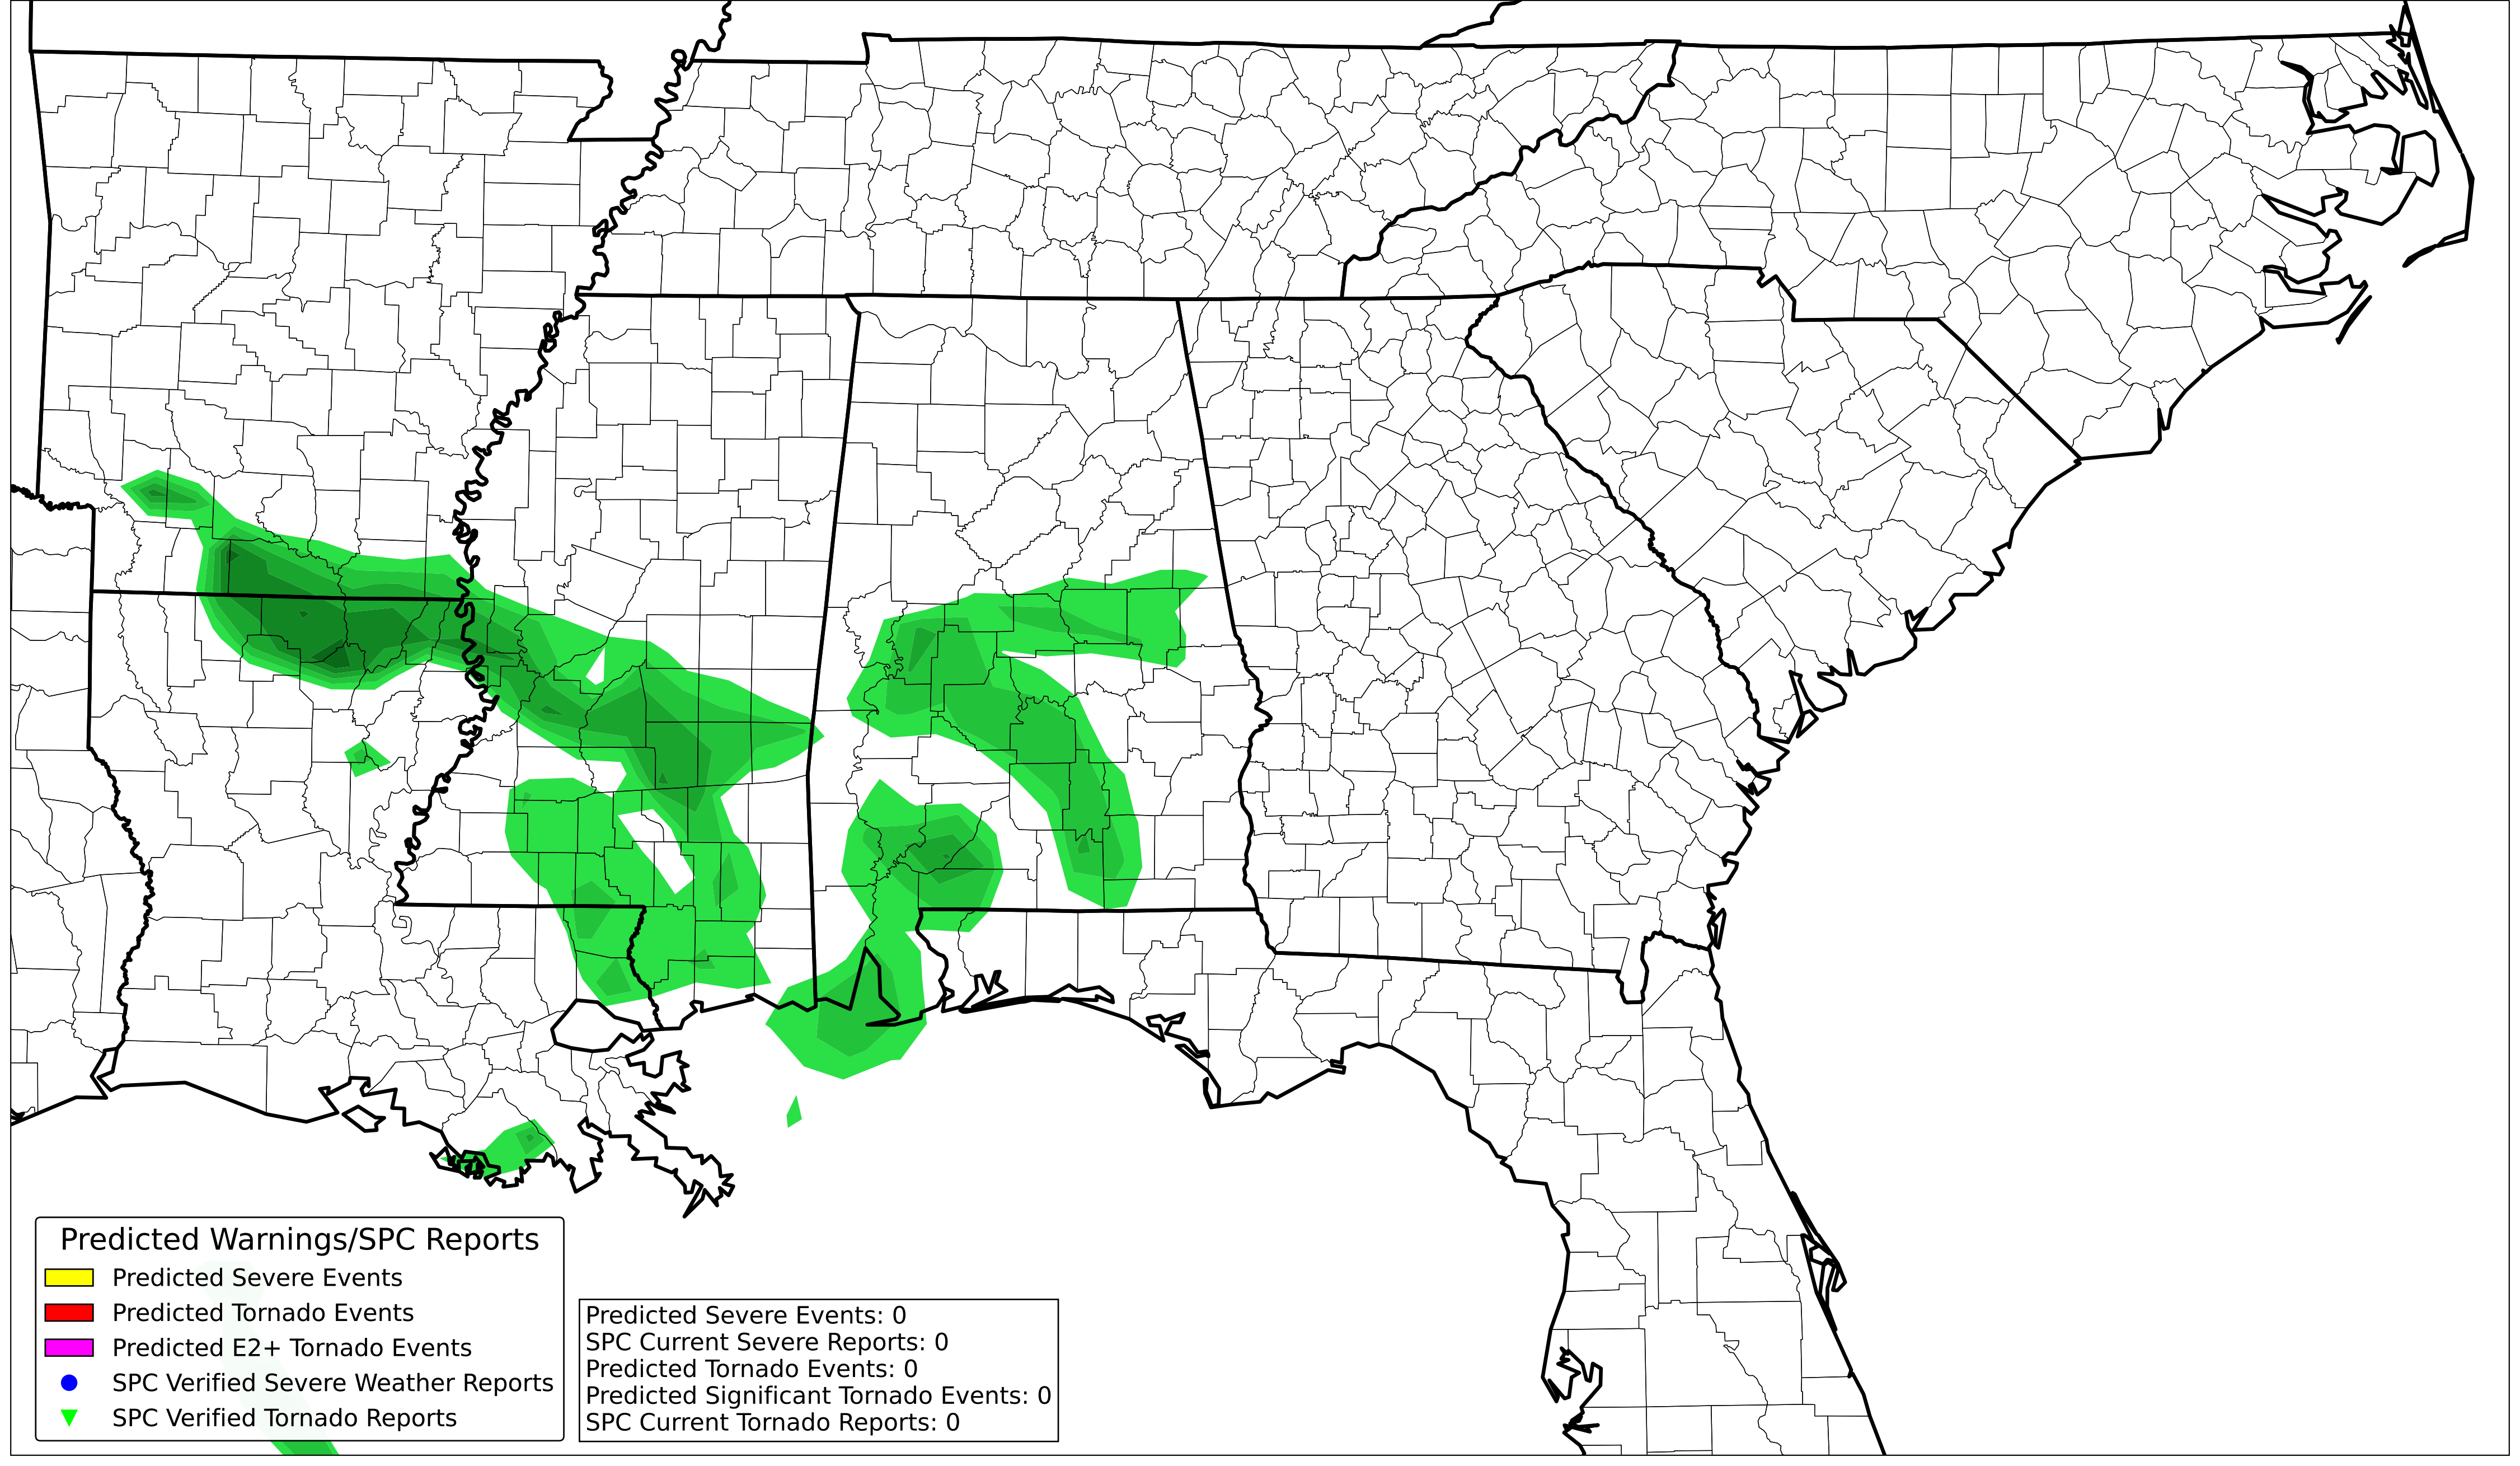 Predicted Warnings/SPC Reports
Predicted Severe Events
Predicted Tornado Events
Predicted E2+ Tornado Events
SPC Verified Severe Weather Reports
SPC Verified Tornado Reports
Predicted Severe Events: 0
SPC Current Severe Reports: 0
Predicted Tornado Events: 0
Predicted Significant Tornado Events: 0
SPC Current Tornado Reports: 0